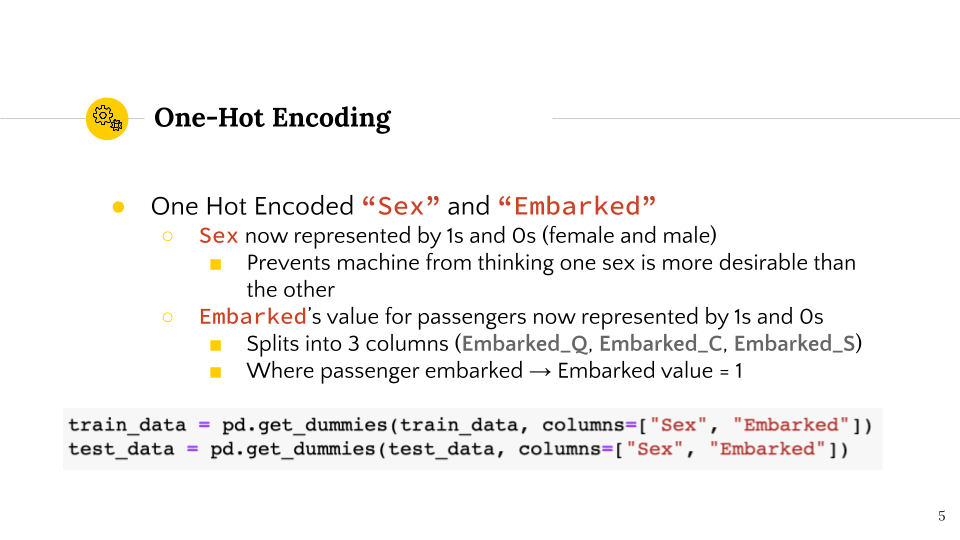 One-Hot Encoding
● One Hot Encoded “Sex” and “Embarked”
○ Sex now represented by 1s and 0s (female and male)
■ Prevents machine from thinking one sex is more desirable than
the other
○ Embarked’s value for passengers now represented by 1s and 0s
■ Splits into 3 columns (Embarked_Q, Embarked_C, Embarked_S)
■ Where passenger embarked → Embarked value = 1
train_data = pd.get_dummies(train_data, columns=["Sex", "Embarked"])
test_data = pd.get_dummies(test_data, columns=["Sex", "Embarked"])
5